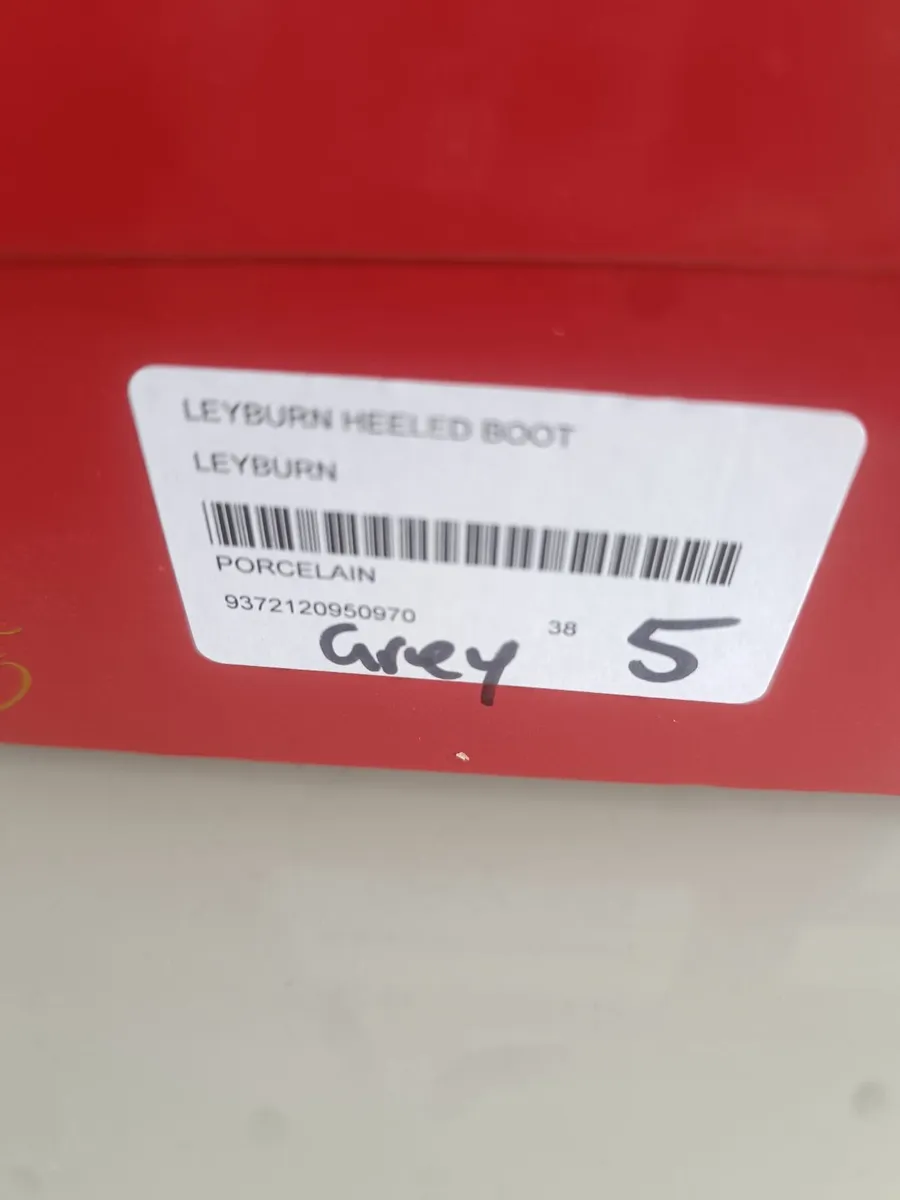 LEYBURN HEELED BOOT
LEYBURN
PORCELAIN
9372120950970 38
Grey 5